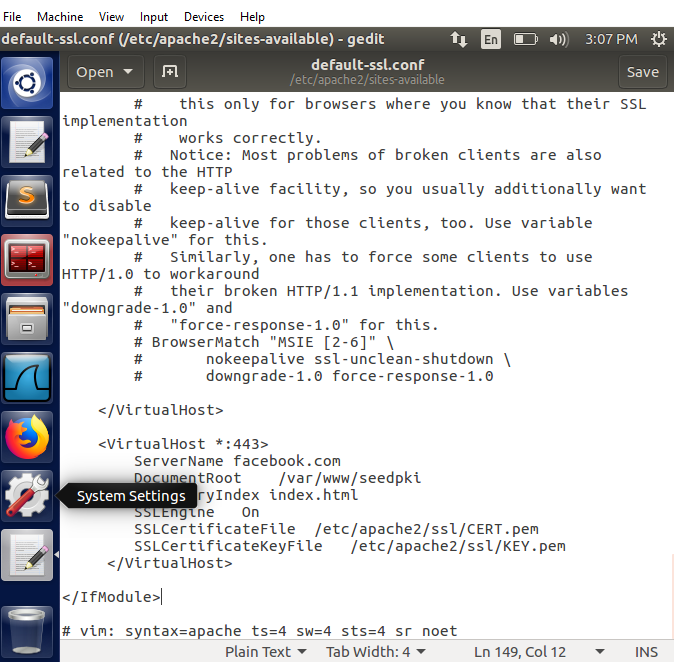 File Machine View Input Devices Help
default-ssl.conf (/etc/apache2/sites-available) - gedit En 3:07 PM
Open default-ssl.conf Save
/etc/apache2/sites-available
# this only for browsers where you know that their SSL
implementation
# works correctly.
# Notice: Most problems of broken clients are also
related to the HTTP
# keep-alive facility, so you usually additionally want
to disable
# keep-alive for those clients, too. Use variable
"nokeepalive" for this.
# Similarly, one has to force some clients to use
HTTP/1.0 to workaround
# their broken HTTP/1.1 implementation. Use variables
"downgrade-1.0" and
# "force-response-1.0" for this.
# BrowserMatch "MSIE [2-6]" \
# nokeepalive ssl-unclean-shutdown \
# downgrade-1.0 force-response-1.0
</VirtualHost>
<VirtualHost *:443>
ServerName facebook.com
DocumentRoot /var/www/seedpki
System Settings
ryIndex index.html
SSLEngine On
SSLCertificateFile /etc/apache2/ssl/CERT.pem
SSLCertificateKeyFile /etc/apache2/ssl/KEY.pem
</VirtualHost>
</IfModule>
# vim: syntax=apache ts=4 sw=4 sts=4 sr noet
Plain Text Tab Width: 4 Ln 149, Col 12 INS